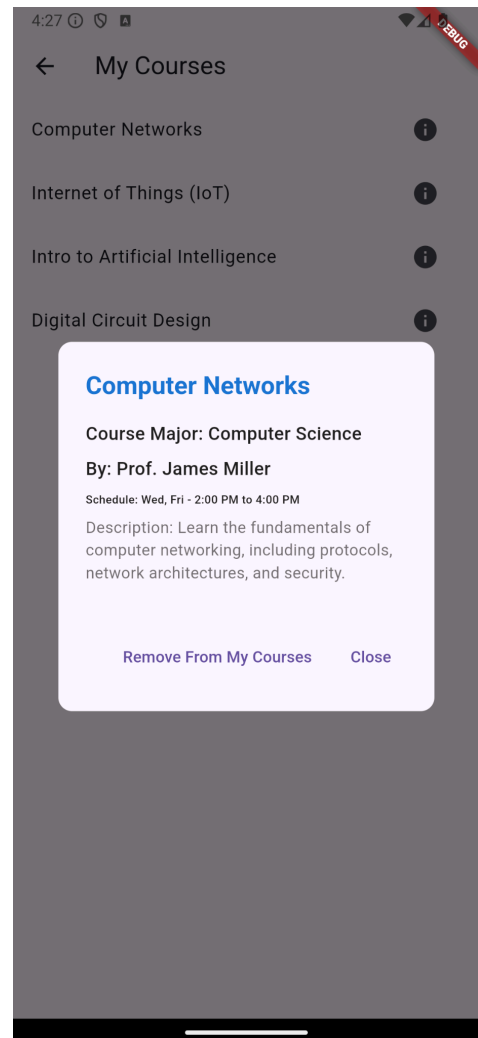 4:27
DEBUG
My Courses
Computer Networks
Internet of Things (IoT)
Intro to Artificial Intelligence
Digital Circuit Design
Computer Networks
Course Major: Computer Science
By: Prof. James Miller
Schedule: Wed, Fri - 2:00 PM to 4:00 PM
Description: Learn the fundamentals of
computer networking, including protocols,
network architectures, and security.
Remove From My Courses
Close